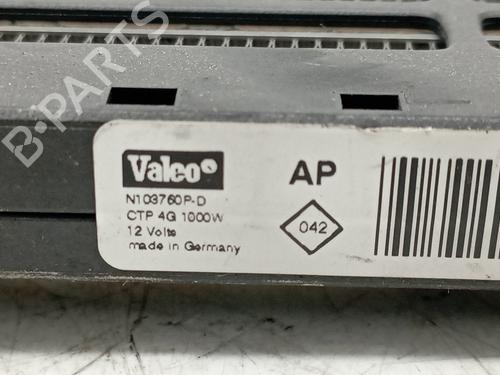 B-PARTS
Valeo
AP
N103760P-D
CTP 4G 1000W
12 Volts
made in Germany
042